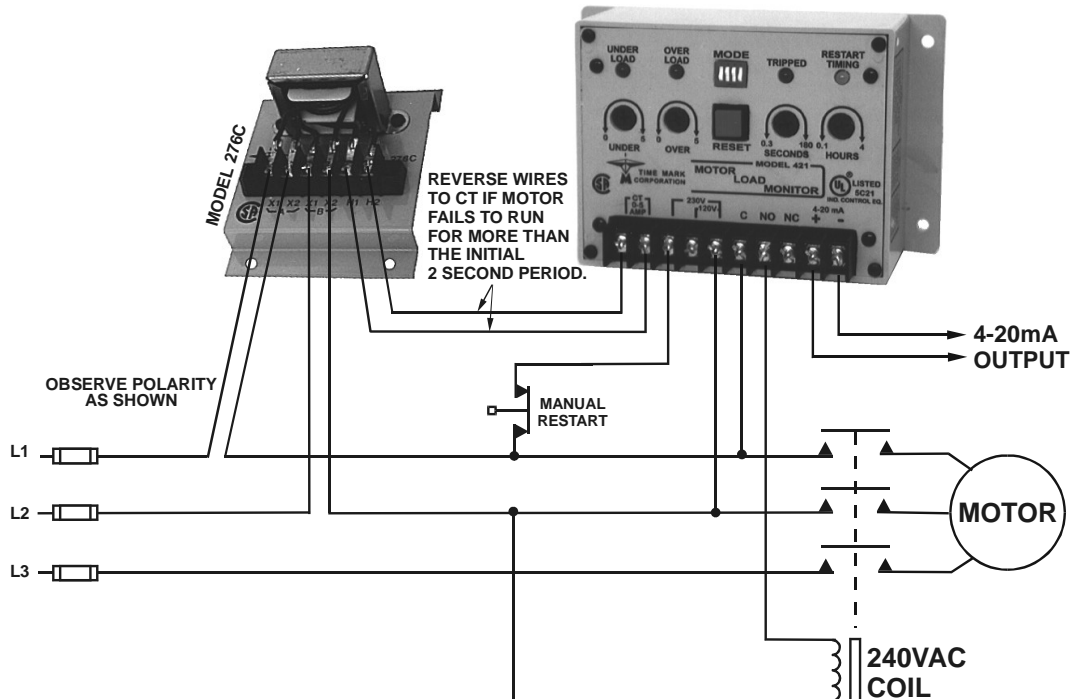 UNDER
LOAD
OVER
LOAD
MODE
TRIPPED
RESTART
TIMING
0
5
UNDER
0
5
OVER
RESET
0.3
180
SECONDS
0.1
4
HOURS
TIME MARK
CORPORATION
MODEL 421
MOTOR
LOAD
MONITOR
LISTED
5C21
IND. CONTROL EQ.
CT
0-5
AMP
230V
120V
C
NO
NC
4-20 mA
+
-
MODEL 276C
276C
X1
X2
X1
X2
H1
H2
A
B
REVERSE WIRES
TO CT IF MOTOR
FAILS TO RUN
FOR MORE THAN
THE INITIAL
2 SECOND PERIOD.
4-20mA
OUTPUT
OBSERVE POLARITY
AS SHOWN
MANUAL
RESTART
L1
L2
L3
MOTOR
240VAC
COIL